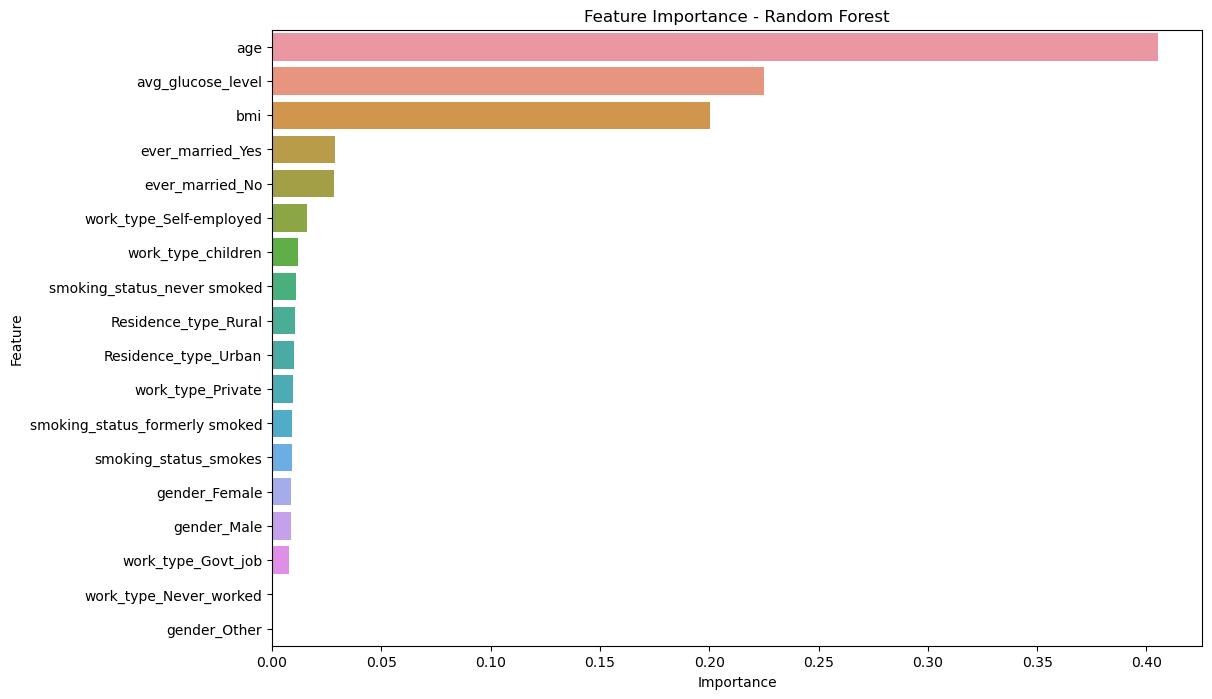 Feature Importance - Random Forest
age
avg_glucose_level
bmi
ever_married_Yes
ever_married_No
work_type_Self-employed
work_type_children
smoking_status_never smoked
Residence_type_Rural
Residence_type_Urban
work_type_Private
smoking_status_formerly smoked
smoking_status_smokes
gender_Female
gender_Male
work_type_Govt_job
work_type_Never_worked
gender_Other
Feature
0.00 0.05 0.10 0.15 0.20 0.25 0.30 0.35 0.40
Importance